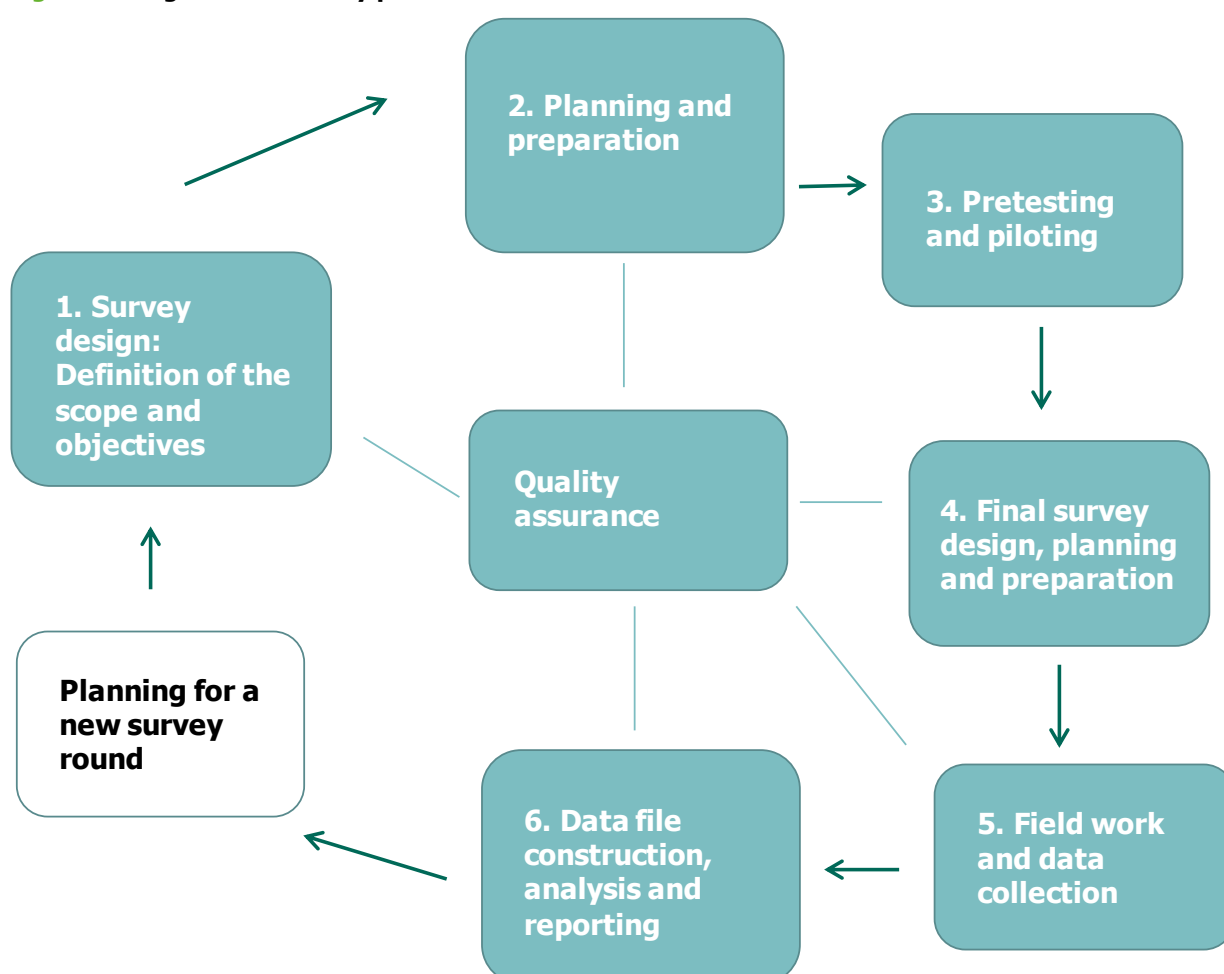 2. Planning and
preparation
3. Pretesting
and piloting
1. Survey
design:
Definition of the
scope and
objectives
Quality
assurance
4. Final survey
design, planning
and preparation
Planning for a
new survey
round
6. Data file
construction,
analysis and
reporting
5. Field work
and data
collection